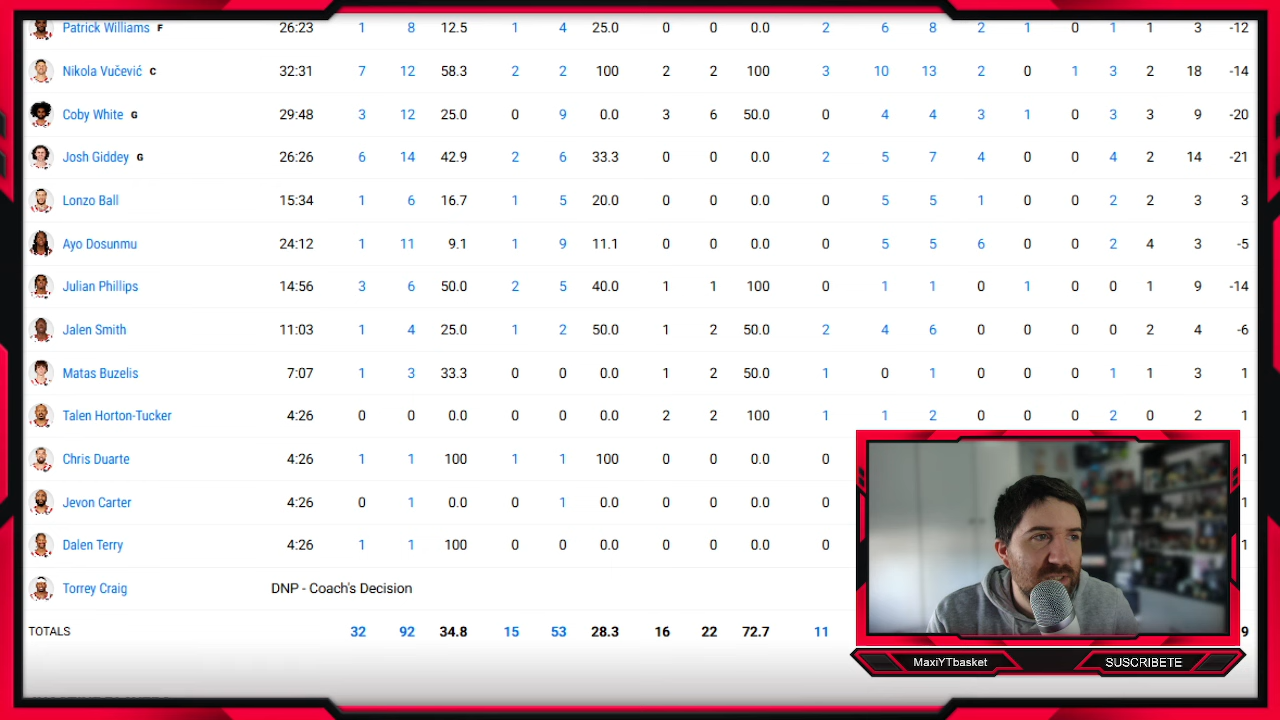 Patrick Williams F 26:23 1 8 12.5 1 4 25.0 0 0 0.0 2 6 8 2 1 0 1 1 3 -12
Nikola Vučević C 32:31 7 12 58.3 2 2 100 2 2 100 3 10 13 2 0 1 3 2 18 -14
Coby White G 29:48 3 12 25.0 0 9 0.0 3 6 50.0 0 4 4 3 1 0 3 3 9 -20
Josh Giddey G 26:26 6 14 42.9 2 6 33.3 0 0 0.0 2 5 7 4 0 0 4 2 14 -21
Lonzo Ball 15:34 1 6 16.7 1 5 20.0 0 0 0.0 0 5 5 1 0 0 2 2 3 3
Ayo Dosunmu 24:12 1 11 9.1 1 9 11.1 0 0 0.0 0 5 5 6 0 0 2 4 3 -5
Julian Phillips 14:56 3 6 50.0 2 5 40.0 1 1 100 0 1 1 0 1 0 0 1 9 -14
Jalen Smith 11:03 1 4 25.0 1 2 50.0 1 2 50.0 2 4 6 0 0 0 0 2 4 -6
Matas Buzelis 7:07 1 3 33.3 0 0 0.0 1 2 50.0 1 0 1 0 0 0 1 1 3 1
Talen Horton-Tucker 4:26 0 0 0.0 0 0 0.0 2 2 100 1 1 2 0 0 0 2 0 2 1
Chris Duarte 4:26 1 1 100 1 1 100 0 0 0.0 0 1
Jevon Carter 4:26 0 1 0.0 0 1 0.0 0 0 0.0 0 1
Dalen Terry 4:26 1 1 100 0 0 0.0 0 0 0.0 0 1
Torrey Craig DNP - Coach's Decision
TOTALS 32 92 34.8 15 53 28.3 16 22 72.7 11 9
MaxiYTbasket SUSCRIBETE